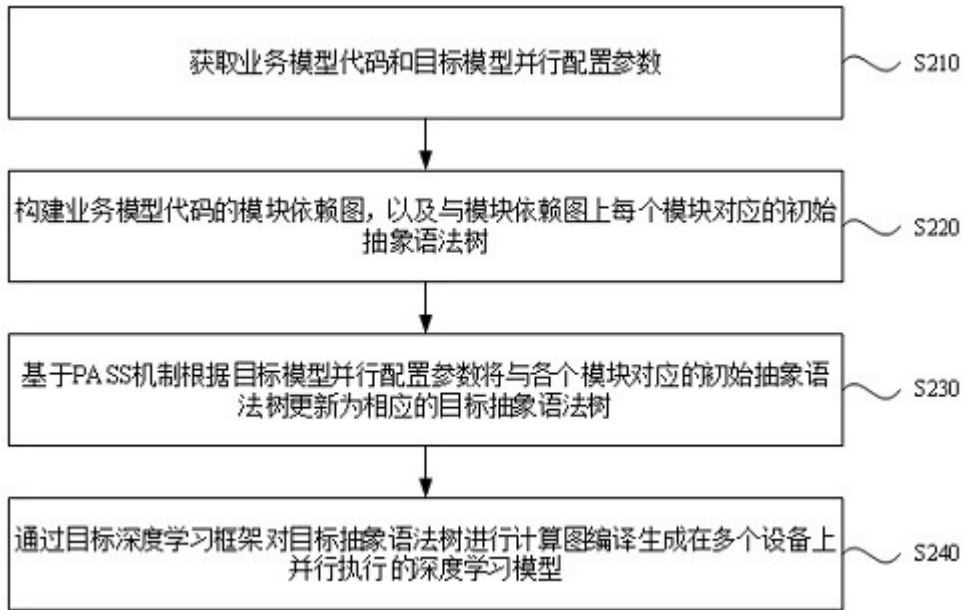 获取业务模型代码和目标模型并行配置参数
S210
构建业务模型代码的模块依赖图，以及与模块依赖图上每个模块对应的初始
抽象语法树
S220
基于PASS机制根据目标模型并行配置参数将与各个模块对应的初始抽象语
法树更新为相应的目标抽象语法树
S230
通过目标深度学习框架对目标抽象语法树进行计算图编译生成在多个设备上
并行执行的深度学习模型
S240